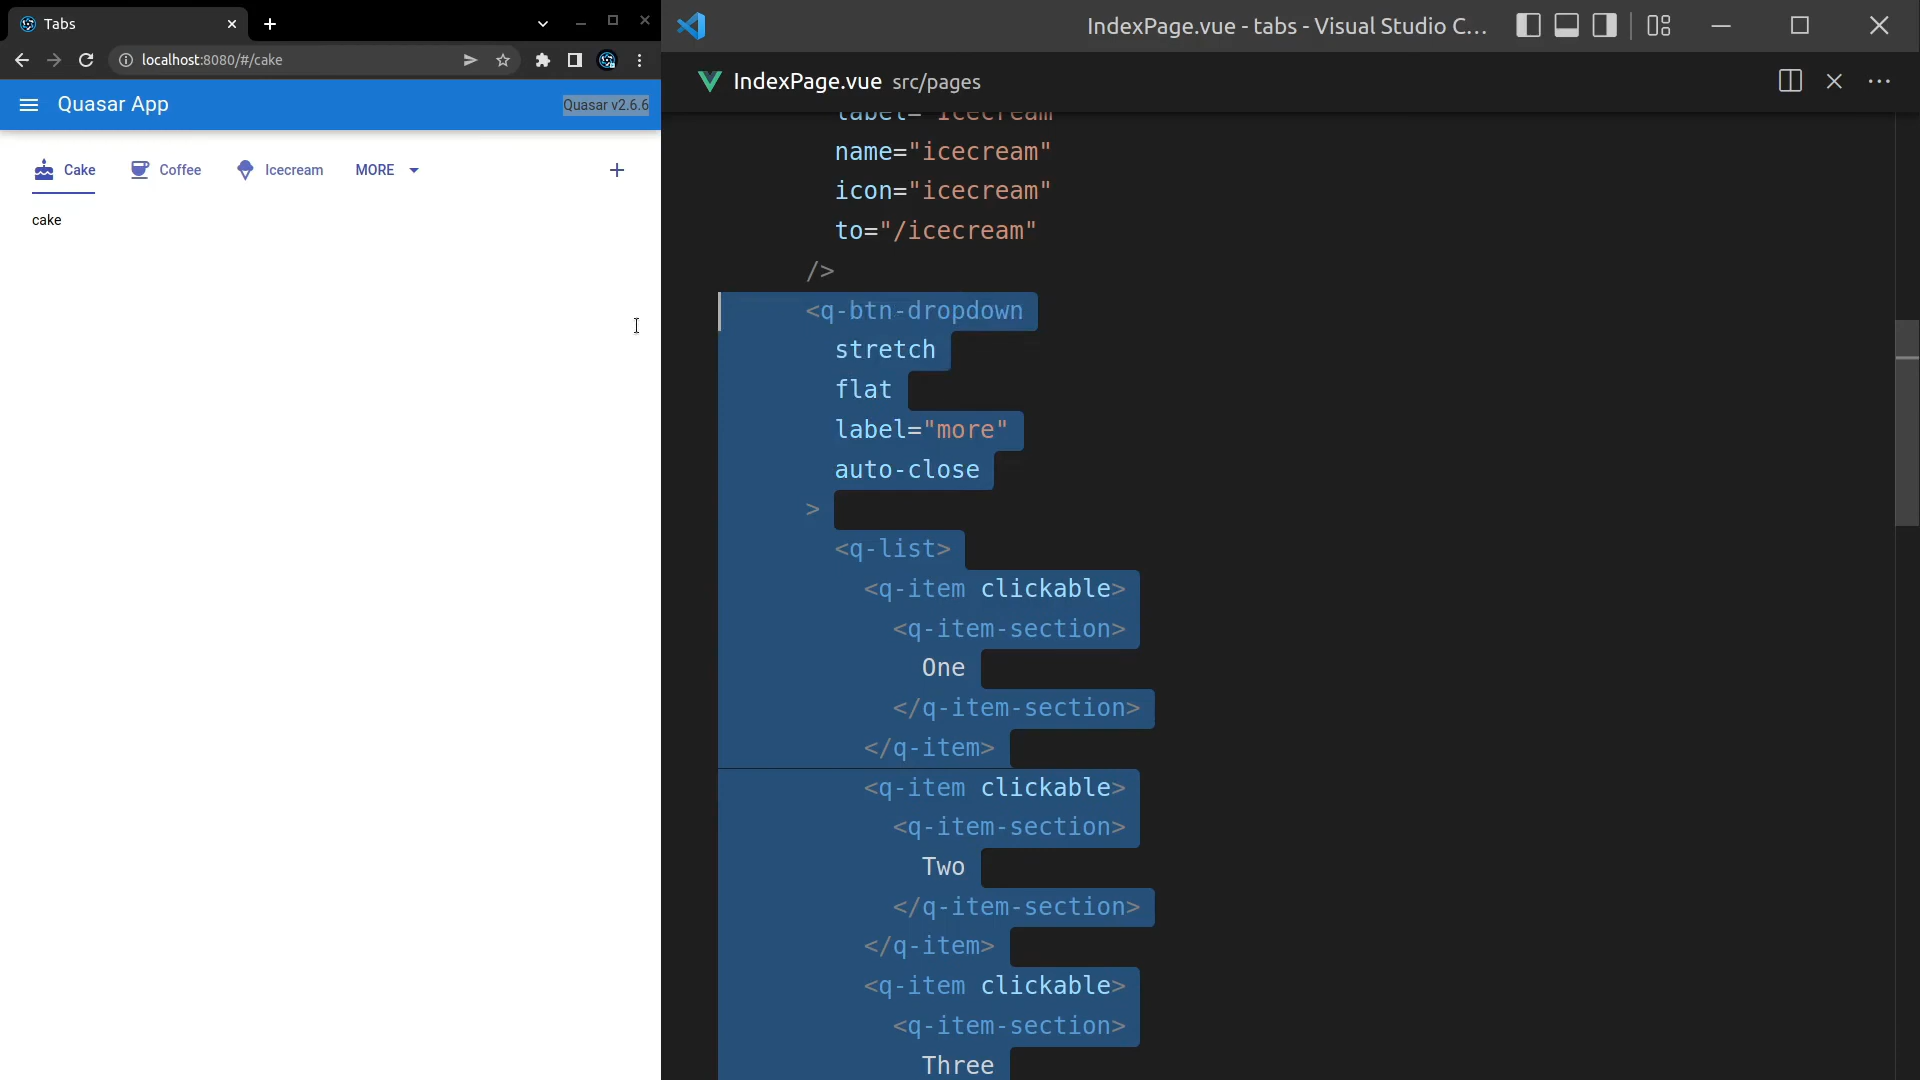 Tabs
localhost:8080/#/cake
Quasar App
Quasar v2.6.6
Cake
Coffee
Icecream
MORE
cake
IndexPage.vue - tabs - Visual Studio C...
IndexPage.vue src/pages
label="icecream"
name="icecream"
icon="icecream"
to="/icecream"
/>
<q-btn-dropdown
stretch
flat
label="more"
auto-close
>
<q-list>
<q-item clickable>
<q-item-section>
One
</q-item-section>
</q-item>
<q-item clickable>
<q-item-section>
Two
</q-item-section>
</q-item>
<q-item clickable>
<q-item-section>
Three